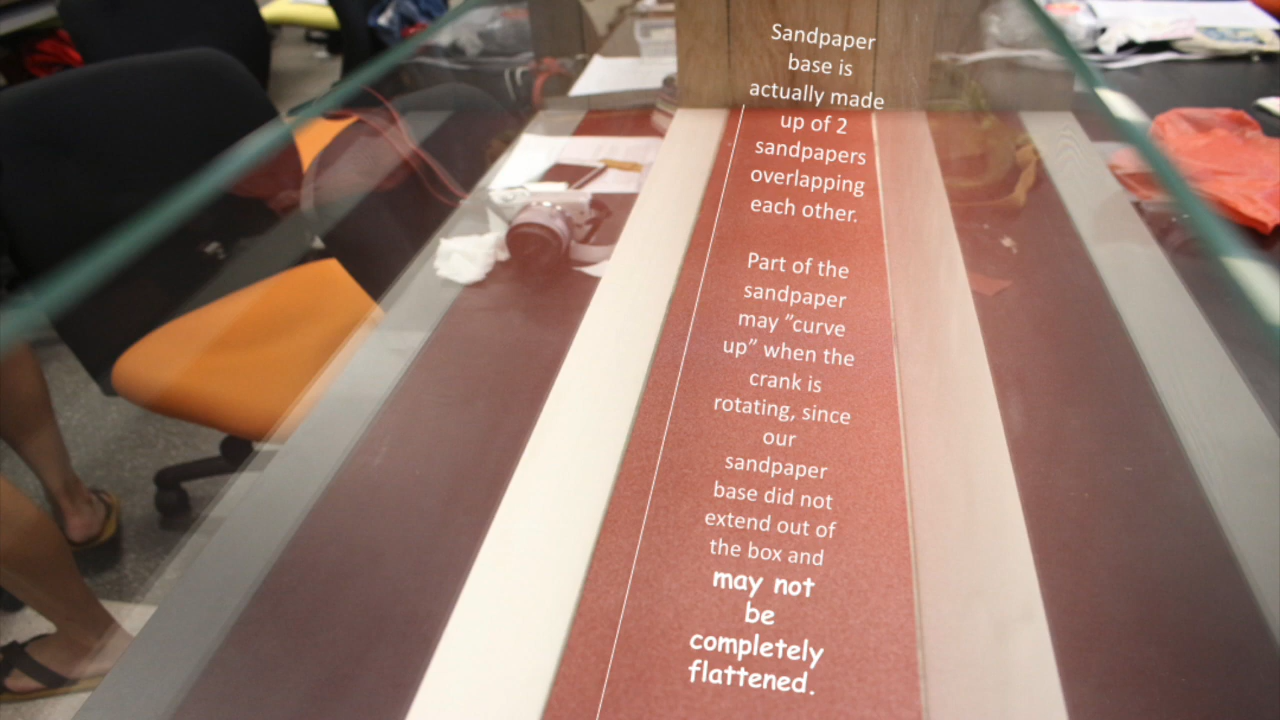 Sandpaper
base is
actually made
up of 2
sandpapers
overlapping
each other.
Part of the
sandpaper
may "curve
up" when the
crank is
rotating, since
our
sandpaper
base did not
extend out of
the box and
may not
be
completely
flattened.